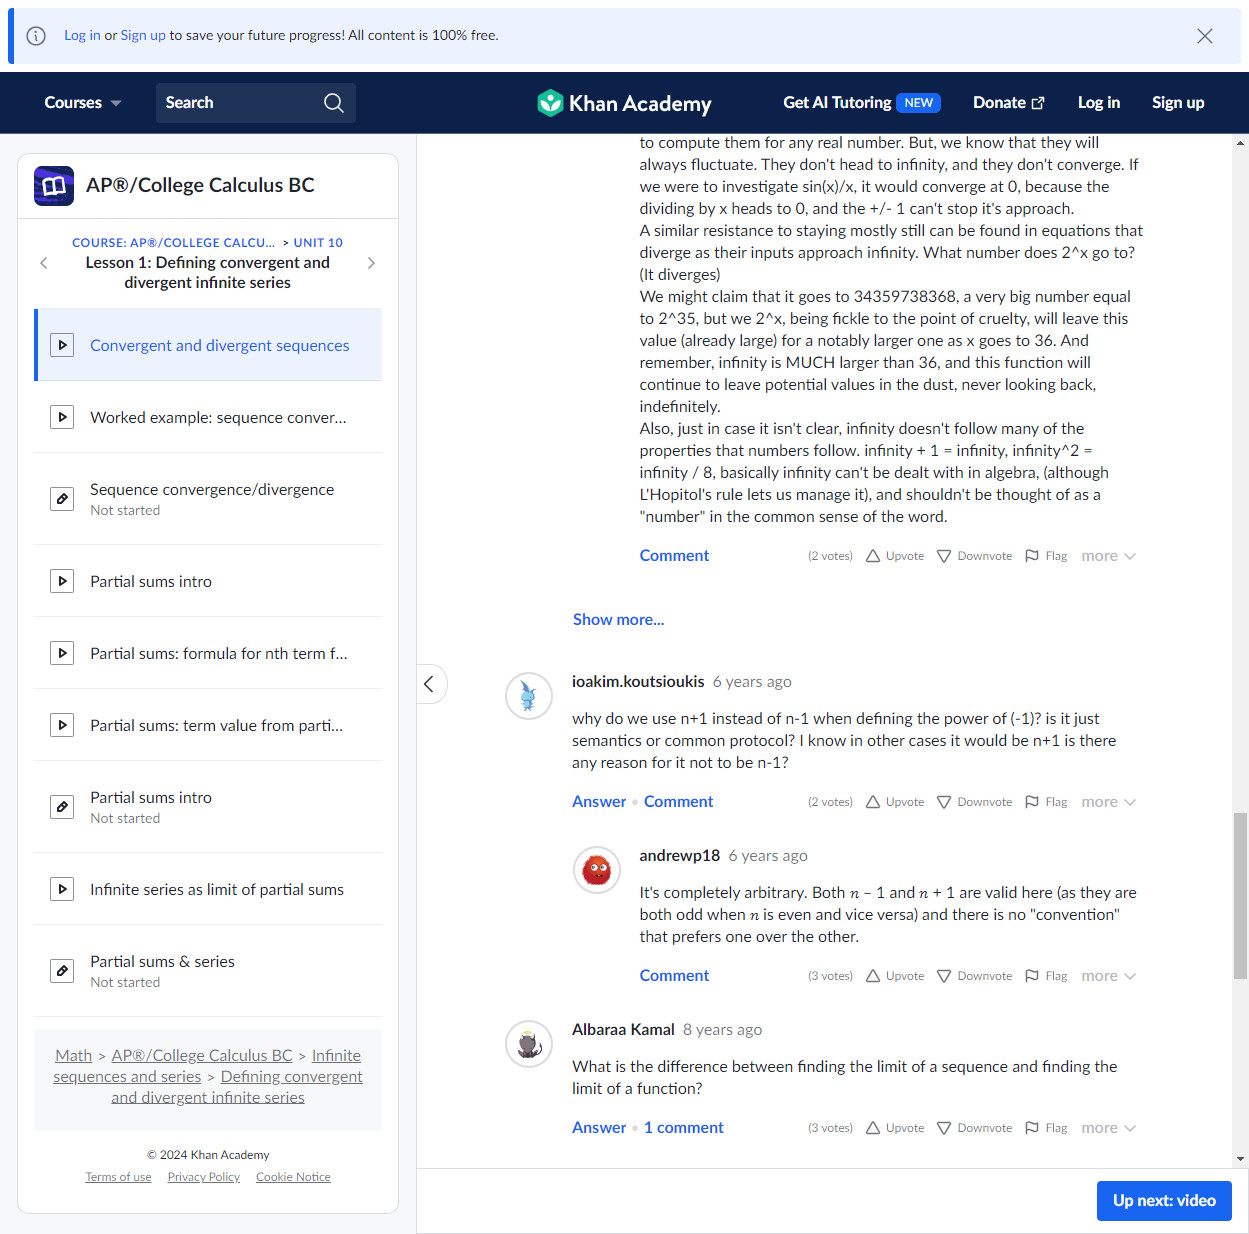 Log in or Sign up to save your future progress! All content is 100% free.
Courses
Search
Khan Academy
Get AI Tutoring NEW
Donate
Log in
Sign up
AP®/College Calculus BC
COURSE: AP®/COLLEGE CALCU... > UNIT 10
Lesson 1: Defining convergent and
divergent infinite series
Convergent and divergent sequences
Worked example: sequence conver...
Sequence convergence/divergence
Not started
Partial sums intro
Partial sums: formula for nth term f...
Partial sums: term value from parti...
Partial sums intro
Not started
Infinite series as limit of partial sums
Partial sums & series
Not started
Math > AP®/College Calculus BC > Infinite
sequences and series > Defining convergent
and divergent infinite series
© 2024 Khan Academy
Terms of use Privacy Policy Cookie Notice
to compute them for any real number. But, we know that they will
always fluctuate. They don't head to infinity, and they don't converge. If
we were to investigate sin(x)/x, it would converge at 0, because the
dividing by x heads to 0, and the +/- 1 can't stop it's approach.
A similar resistance to staying mostly still can be found in equations that
diverge as their inputs approach infinity. What number does 2^x go to?
(It diverges)
We might claim that it goes to 34359738368, a very big number equal
to 2^35, but we 2^x, being fickle to the point of cruelty, will leave this
value (already large) for a notably larger one as x goes to 36. And
remember, infinity is MUCH larger than 36, and this function will
continue to leave potential values in the dust, never looking back,
indefinitely.
Also, just in case it isn't clear, infinity doesn't follow many of the
properties that numbers follow. infinity + 1 = infinity, infinity^2 =
infinity / 8, basically infinity can't be dealt with in algebra, (although
L'Hopitol's rule lets us manage it), and shouldn't be thought of as a
"number" in the common sense of the word.
Comment (2 votes) Upvote Downvote Flag more
Show more...
ioakim.koutsioukis 6 years ago
why do we use n+1 instead of n-1 when defining the power of (-1)? is it just
semantics or common protocol? I know in other cases it would be n+1 is there
any reason for it not to be n-1?
Answer • Comment (2 votes) Upvote Downvote Flag more
andrewp18 6 years ago
It's completely arbitrary. Both n – 1 and n + 1 are valid here (as they are
both odd when n is even and vice versa) and there is no "convention"
that prefers one over the other.
Comment (3 votes) Upvote Downvote Flag more
Albaraa Kamal 8 years ago
What is the difference between finding the limit of a sequence and finding the
limit of a function?
Answer • 1 comment (3 votes) Upvote Downvote Flag more
Up next: video